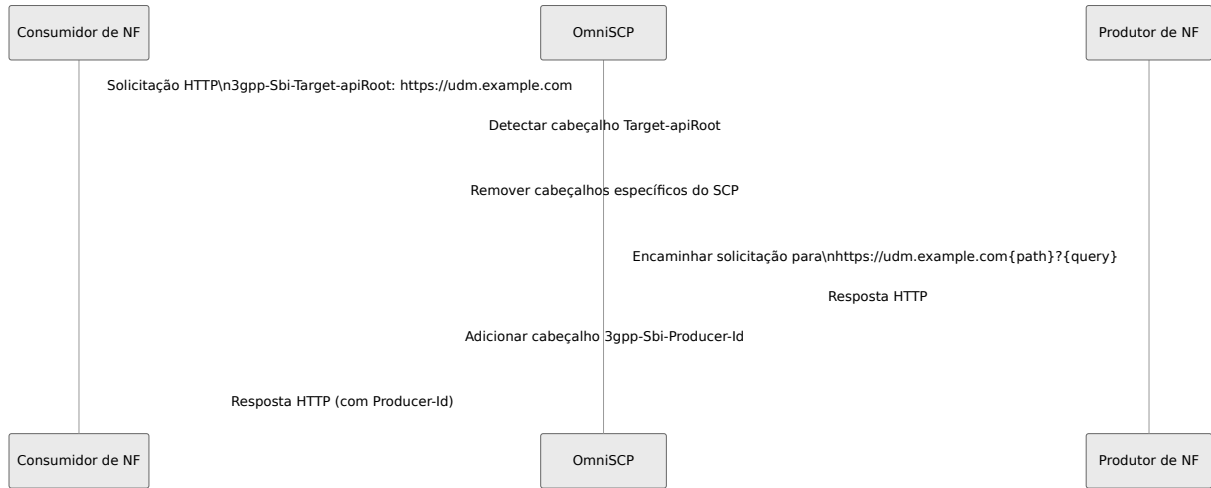 Consumidor de NF
OmniSCP
Produtor de NF
Solicitação HTTP\n3gpp-Sbi-Target-apiRoot: https://udm.example.com
Detectar cabeçalho Target-apiRoot
Remover cabeçalhos específicos do SCP
Encaminhar solicitação para\nhttps://udm.example.com{path}?{query}
Resposta HTTP
Adicionar cabeçalho 3gpp-Sbi-Producer-Id
Resposta HTTP (com Producer-Id)
Consumidor de NF
OmniSCP
Produtor de NF